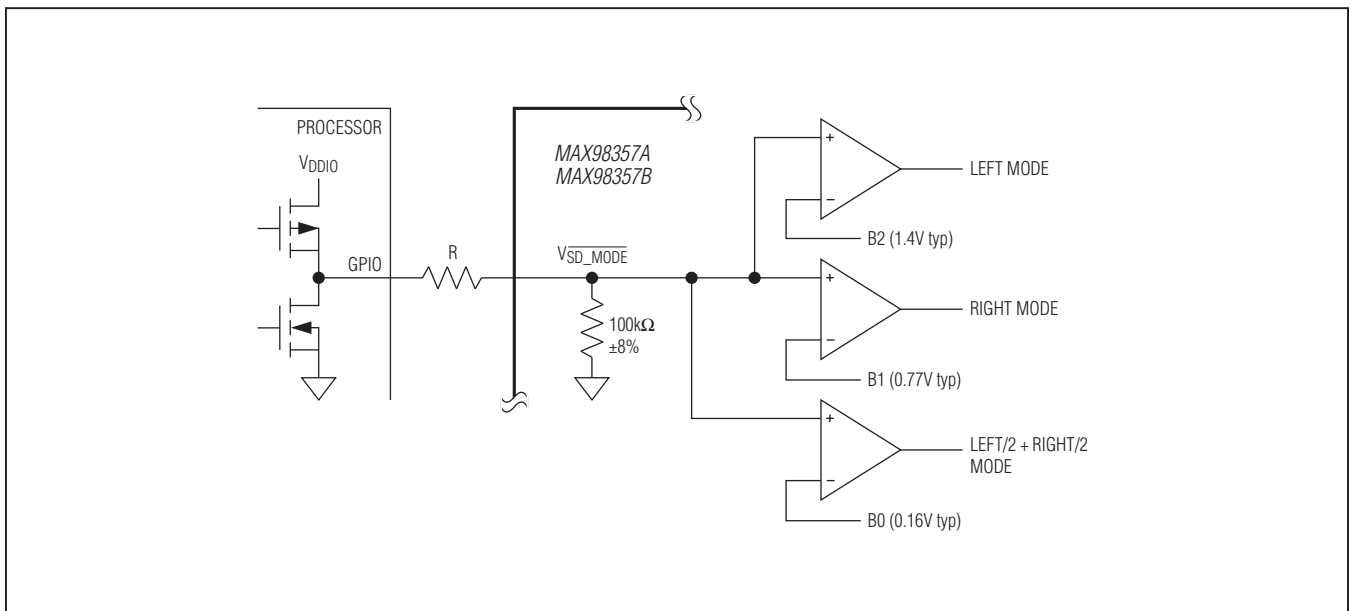 PROCESSOR
VDDIO
GPIO
R
MAX98357A
MAX98357B
VSD_MODE
100kΩ
±8%
+
−
LEFT MODE
B2 (1.4V typ)
+
−
RIGHT MODE
B1 (0.77V typ)
+
−
LEFT/2 + RIGHT/2
MODE
B0 (0.16V typ)